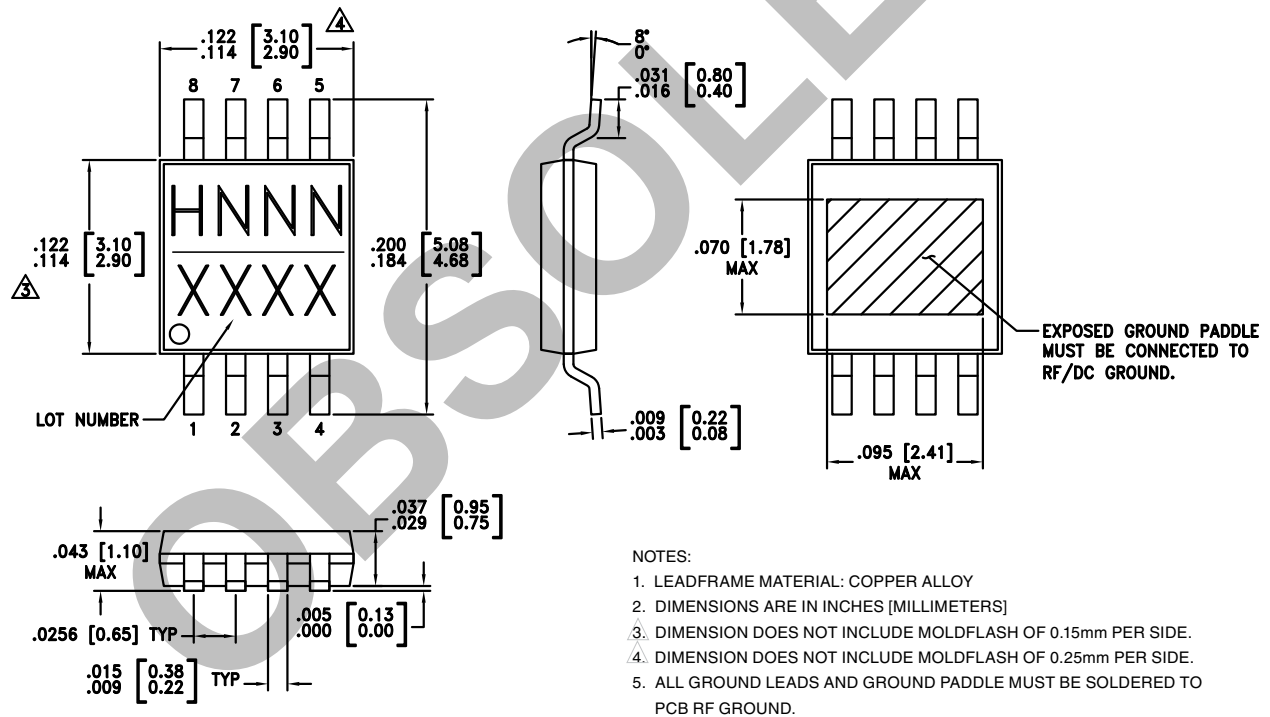 .122 [3.10]
.114 [2.90]
4
8 7 6 5
HNNN
XXXX
.122 [3.10]
.114 [2.90]
3
.200 [5.08]
.184 [4.68]
LOT NUMBER
1 2 3 4
8°
0°
.031 [0.80]
.016 [0.40]
.009 [0.22]
.003 [0.08]
.070 [1.78]
MAX
EXPOSED GROUND PADDLE
MUST BE CONNECTED TO
RF/DC GROUND.
.095 [2.41]
MAX
.037 [0.95]
.029 [0.75]
.043 [1.10]
MAX
.005 [0.13]
.000 [0.00]
.0256 [0.65] TYP
.015 [0.38]
.009 [0.22] TYP
NOTES:
1. LEADFRAME MATERIAL: COPPER ALLOY
2. DIMENSIONS ARE IN INCHES [MILLIMETERS]
3. DIMENSION DOES NOT INCLUDE MOLDFLASH OF 0.15mm PER SIDE.
4. DIMENSION DOES NOT INCLUDE MOLDFLASH OF 0.25mm PER SIDE.
5. ALL GROUND LEADS AND GROUND PADDLE MUST BE SOLDERED TO
PCB RF GROUND.
OBSOLE